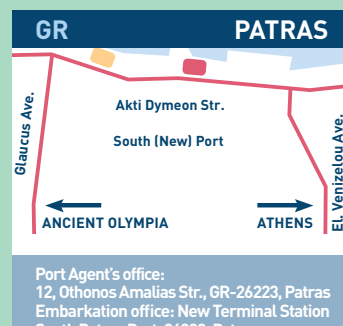 GR PATRAS
Akti Dymeon Str.
South (New) Port
Glaucus Ave.
El. Venizelou Ave.
ANCIENT OLYMPIA
ATHENS
Port Agent's office:
12, Othonos Amalias Str., GR-26223, Patras
Embarkation office: New Terminal Station